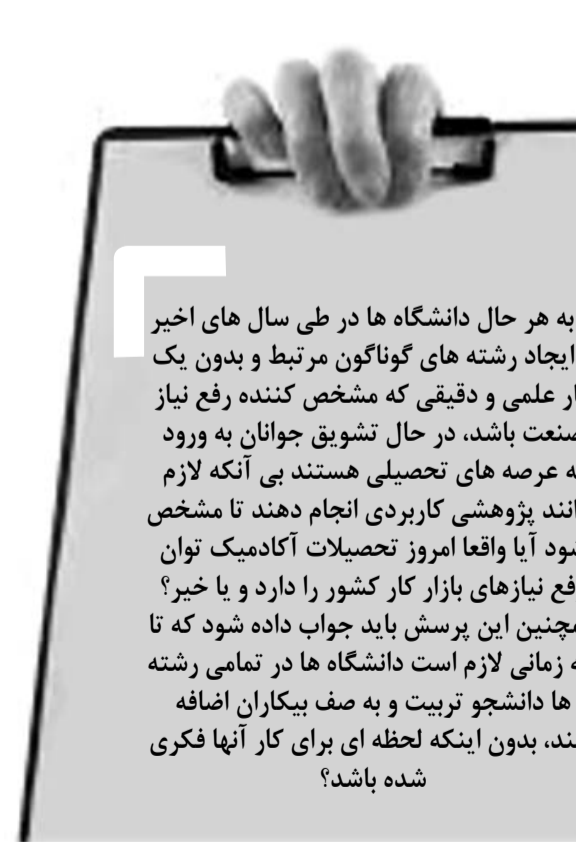 به هر حال دانشگاه ها در طی سال های اخیر
ایجاد رشته های گوناگون مرتبط و بدون یک
علمی و دقیقی که مشخص کننده رفع نیاز
باشد، در حال تشویق جوانان به ورود
عرصه های تحصیلی هستند بی آنکه لازم
پژوهشی کاربردی انجام دهند تا مشخص
آیا واقعا امروز تحصیلات آکادمیک توان
نیازهای بازار کار کشور را دارد و یا خیر؟
این پرسش باید جواب داده شود که تا
زمانی لازم است دانشگاه ها در تمامی رشته
ها دانشجو تربیت و به صف بیکاران اضافه
بدون اینکه لحظه ای برای کار آنها فکری
شده باشد؟